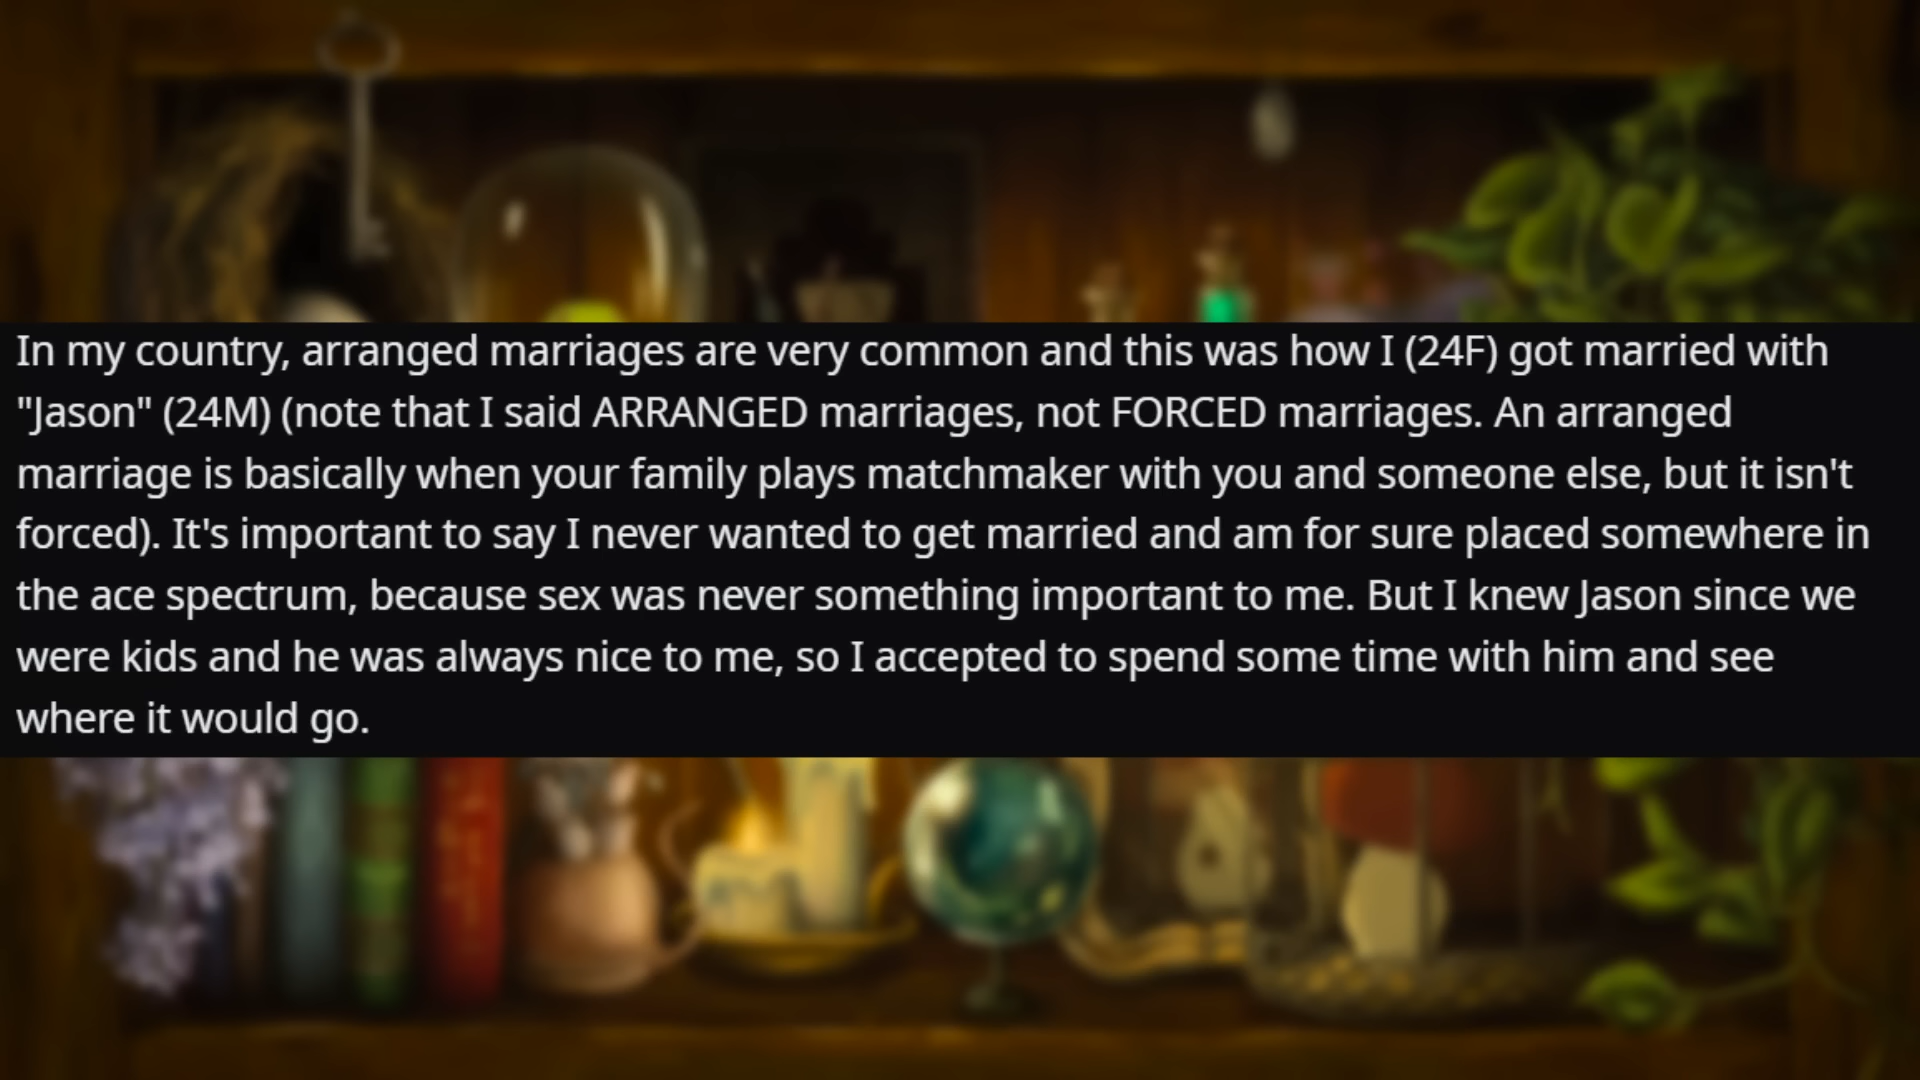 In my country, arranged marriages are very common and this was how I (24F) got married with
"Jason" (24M) (note that I said ARRANGED marriages, not FORCED marriages. An arranged
marriage is basically when your family plays matchmaker with you and someone else, but it isn't
forced). It's important to say I never wanted to get married and am for sure placed somewhere in
the ace spectrum, because sex was never something important to me. But I knew Jason since we
were kids and he was always nice to me, so I accepted to spend some time with him and see
where it would go.